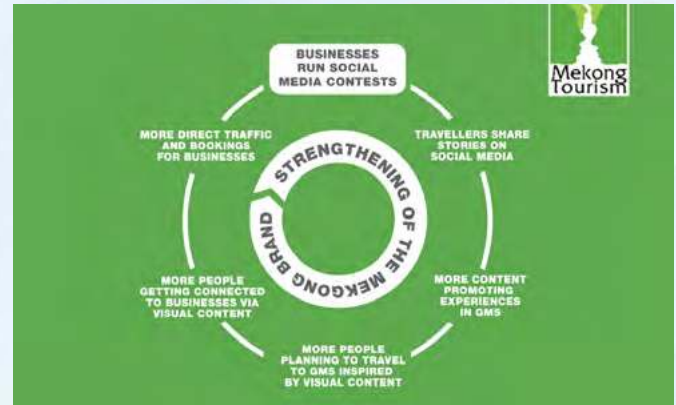 BUSINESSES
RUN SOCIAL
MEDIA CONTESTS
Mekong
Tourism
TRAVELLERS SHARE
STORIES ON
SOCIAL MEDIA
MORE CONTENT
PROMOTING
EXPERIENCES
IN GMS
MORE PEOPLE
PLANNING TO TRAVEL
TO GMS INSPIRED
BY VISUAL CONTENT
MORE PEOPLE
GETTING CONNECTED
TO BUSINESSES VIA
VISUAL CONTENT
MORE DIRECT TRAFFIC
AND BOOKINGS
FOR BUSINESSES
STRENGTHENING OF THE MEKGONG BRAND